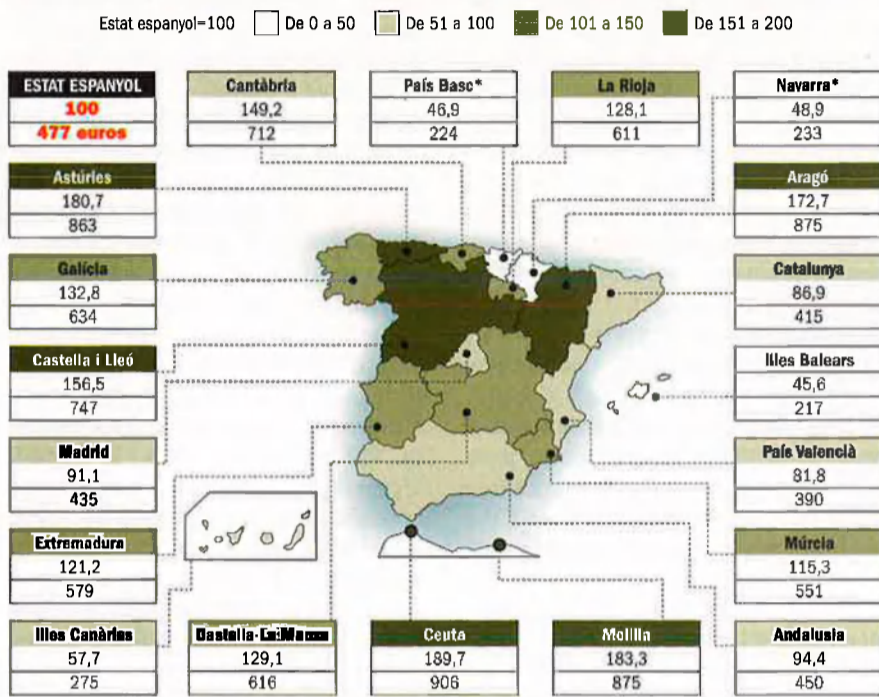 Estat espanyol=100 De 0 a 50 De 51 a 100 De 101 a 150 De 151 a 200
ESTAT ESPANYOL
100
477 euros
Cantàbria
149,2
712
País Basc*
46,9
224
La Rioja
128,1
611
Navarra*
48,9
233
Astúries
180,7
863
Aragó
172,7
875
Galícia
132,8
634
Catalunya
86,9
415
Castella i Lleó
156,5
747
Illes Balears
45,6
217
Madrid
91,1
435
País Valencià
81,8
390
Extremadura
121,2
579
Múrcia
115,3
551
Illes Canàries
57,7
275
Castella-La Manxa
129,1
616
Ceuta
189,7
906
Melilla
183,3
875
Andalusia
94,4
450